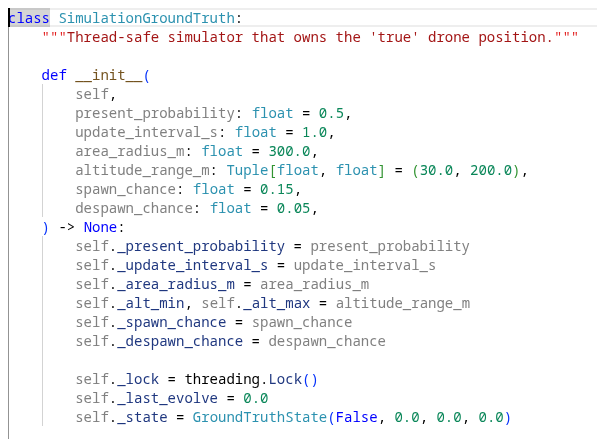 class SimulationGroundTruth:
    """Thread-safe simulator that owns the 'true' drone position."""

    def __init__(
        self,
        present_probability: float = 0.5,
        update_interval_s: float = 1.0,
        area_radius_m: float = 300.0,
        altitude_range_m: Tuple[float, float] = (30.0, 200.0),
        spawn_chance: float = 0.15,
        despawn_chance: float = 0.05,
    ) -> None:
        self._present_probability = present_probability
        self._update_interval_s = update_interval_s
        self._area_radius_m = area_radius_m
        self._alt_min, self._alt_max = altitude_range_m
        self._spawn_chance = spawn_chance
        self._despawn_chance = despawn_chance

        self._lock = threading.Lock()
        self._last_evolve = 0.0
        self._state = GroundTruthState(False, 0.0, 0.0, 0.0)